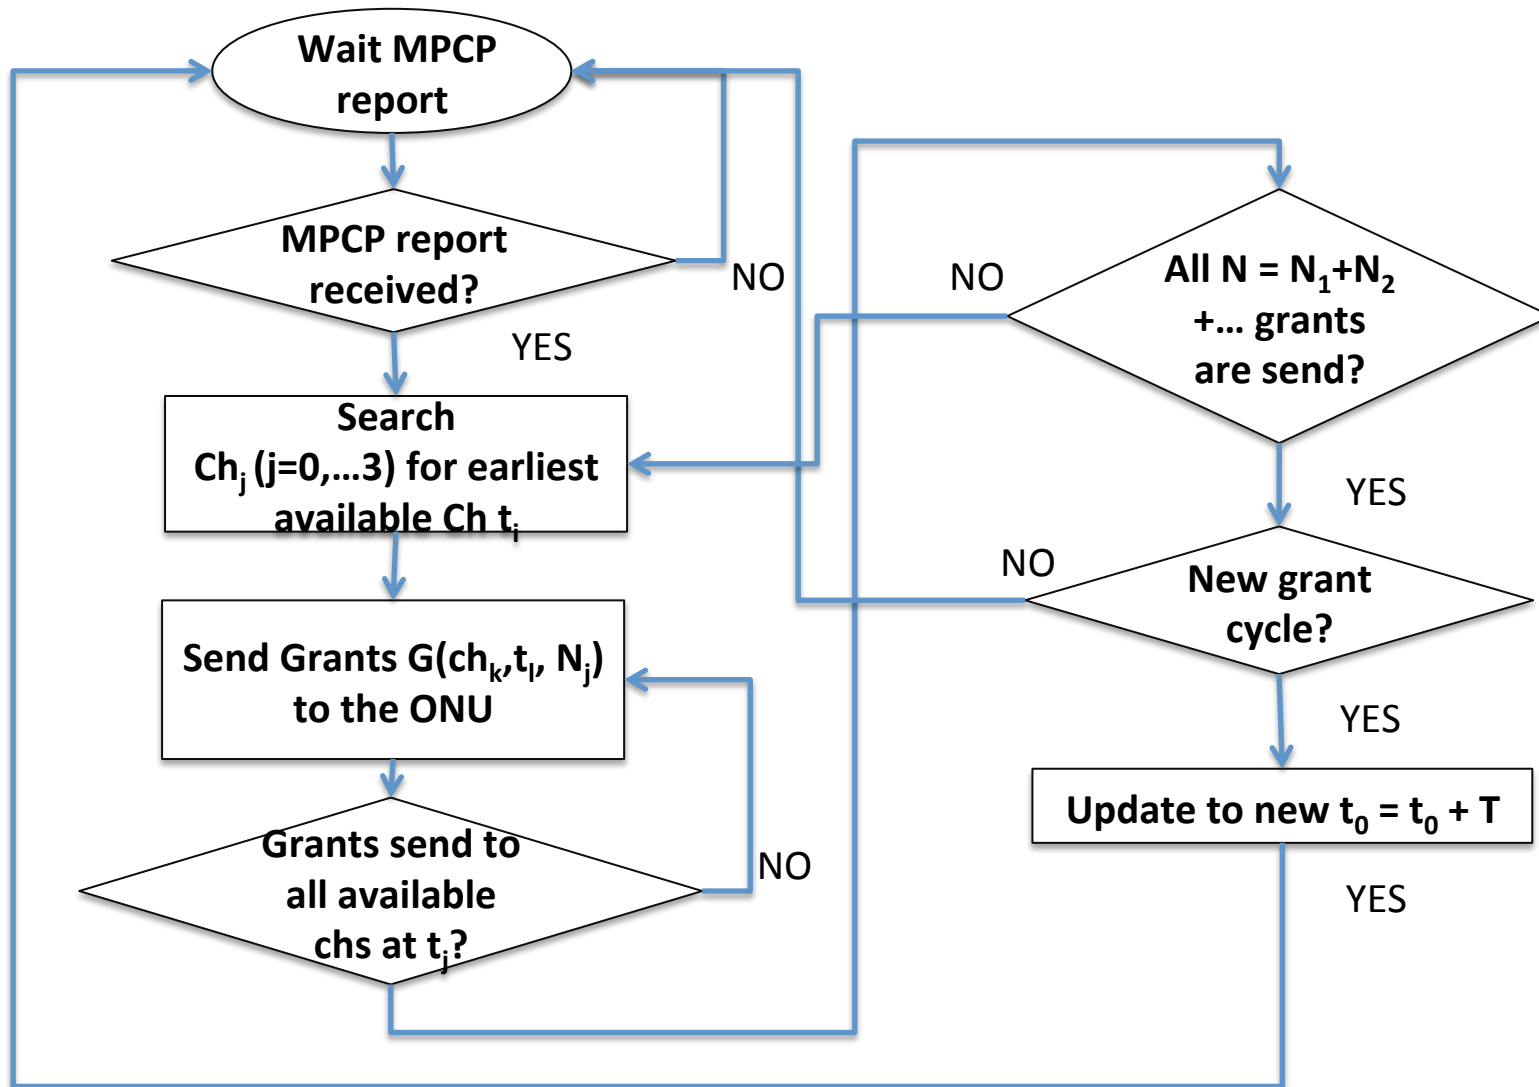 Wait MPCP
report
MPCP report
received?
NO
YES
Search
Chj (j=0,...3) for earliest
available Ch ti
Send Grants G(chk,tl, Nj)
to the ONU
Grants send to
all available
chs at tj?
NO
All N = N1+N2
+... grants
are send?
NO
YES
New grant
cycle?
NO
YES
Update to new t0 = t0 + T
YES